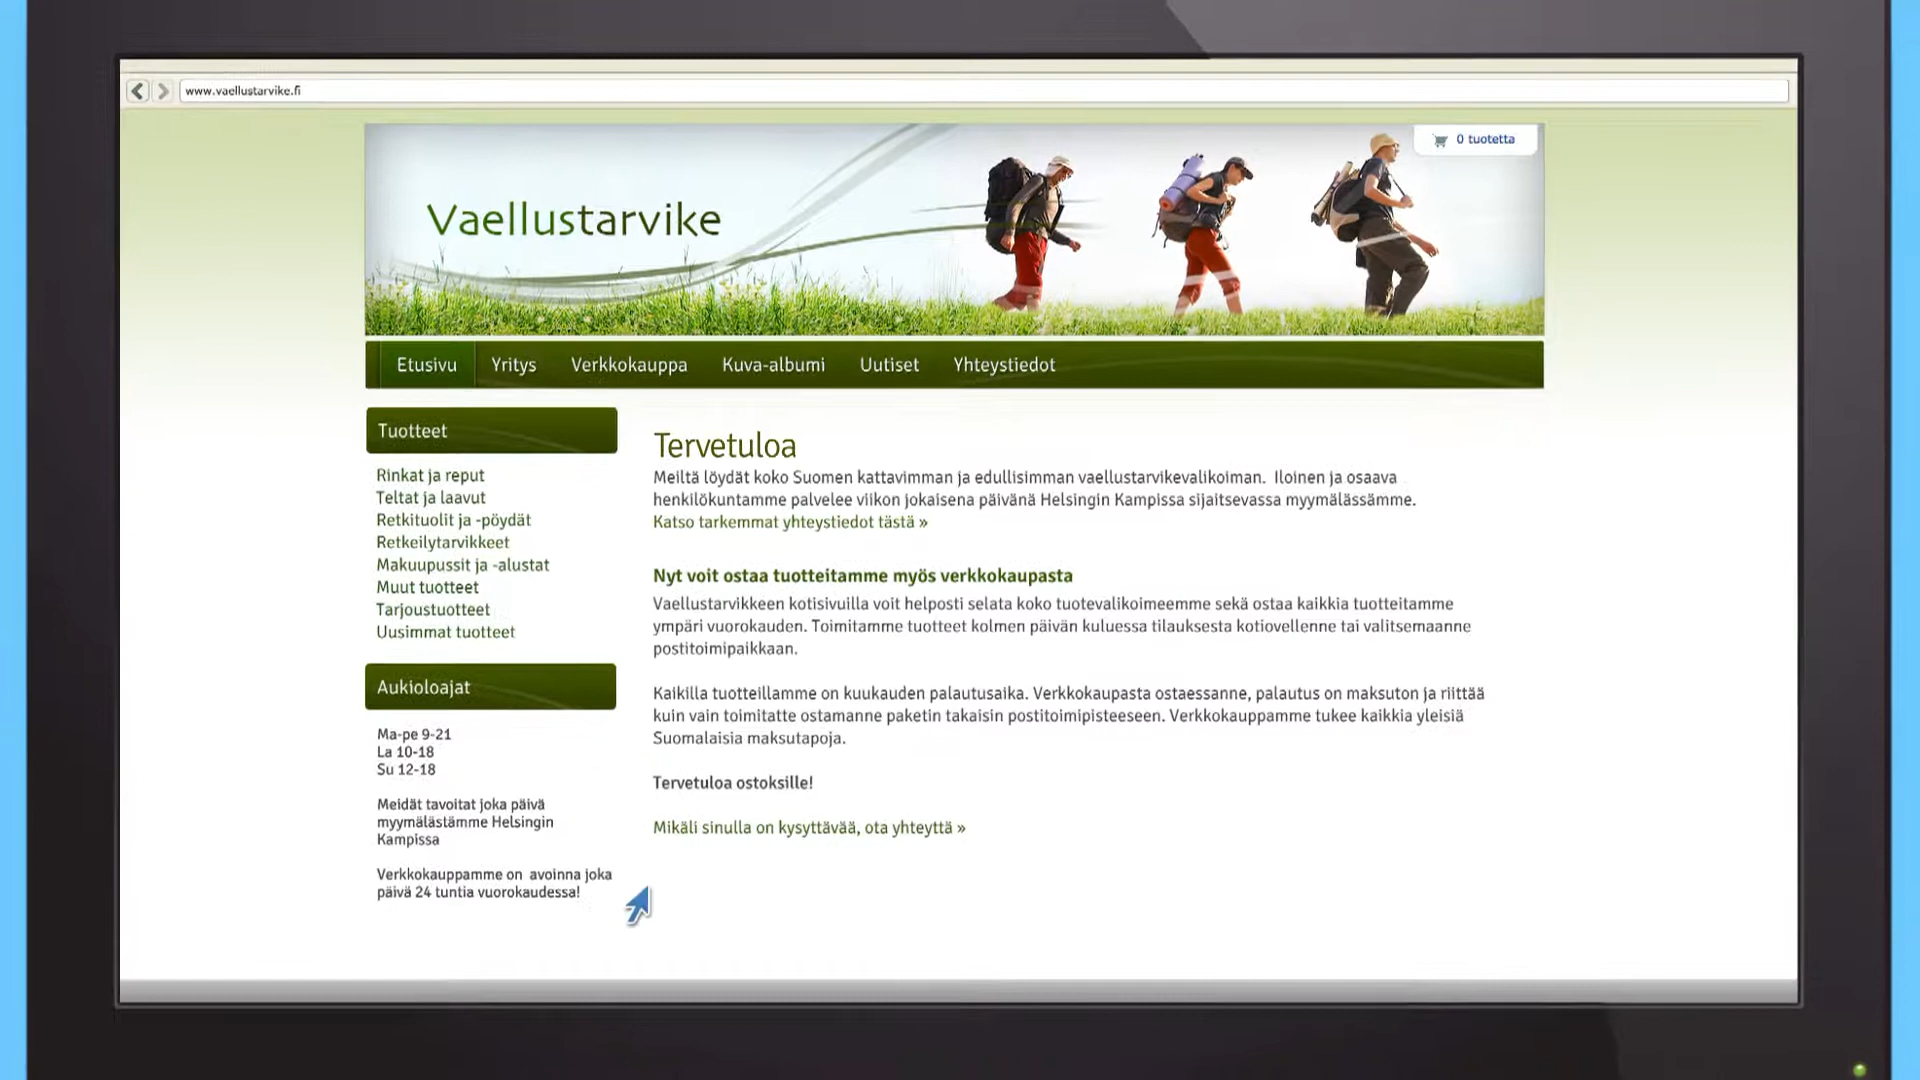 www.vaellustarvike.fi
0 tuotetta
Vaellustarvike
Etusivu Yritys Verkkokauppa Kuva-albumi Uutiset Yhteystiedot
Tuotteet
Rinkat ja reput
Teltat ja laavut
Retkituolit ja -pöydät
Retkeilytarvikkeet
Makuupussit ja -alustat
Muut tuotteet
Tarjoustuotteet
Uusimmat tuotteet
Aukioloajat
Ma-pe 9-21
La 10-18
Su 12-18
Meidät tavoitat joka päivä
myymälästämme Helsingin
Kampissa
Verkkokauppamme on avoinna joka
päivä 24 tuntia vuorokaudessa!
Tervetuloa
Meiltä löydät koko Suomen kattavimman ja edullisimman vaellustarvikevalikoiman. Iloinen ja osaava
henkilökuntamme palvelee viikon jokaisena päivänä Helsingin Kampissa sijaitsevassa myymälässämme.
Katso tarkemmat yhteystiedot tästä »
Nyt voit ostaa tuotteitamme myös verkkokaupasta
Vaellustarvikkeen kotisivuilla voit helposti selata koko tuotevalikoimeemme sekä ostaa kaikkia tuotteitamme
ympäri vuorokauden. Toimitamme tuotteet kolmen päivän kuluessa tilauksesta kotiovellenne tai valitsemaanne
postitoimipaikkaan.
Kaikilla tuotteillamme on kuukauden palautusaika. Verkkokaupasta ostaessanne, palautus on maksuton ja riittää
kuin vain toimitatte ostamanne paketin takaisin postitoimipisteeseen. Verkkokauppamme tukee kaikkia yleisiä
Suomalaisia maksutapoja.
Tervetuloa ostoksille!
Mikäli sinulla on kysyttävää, ota yhteyttä »